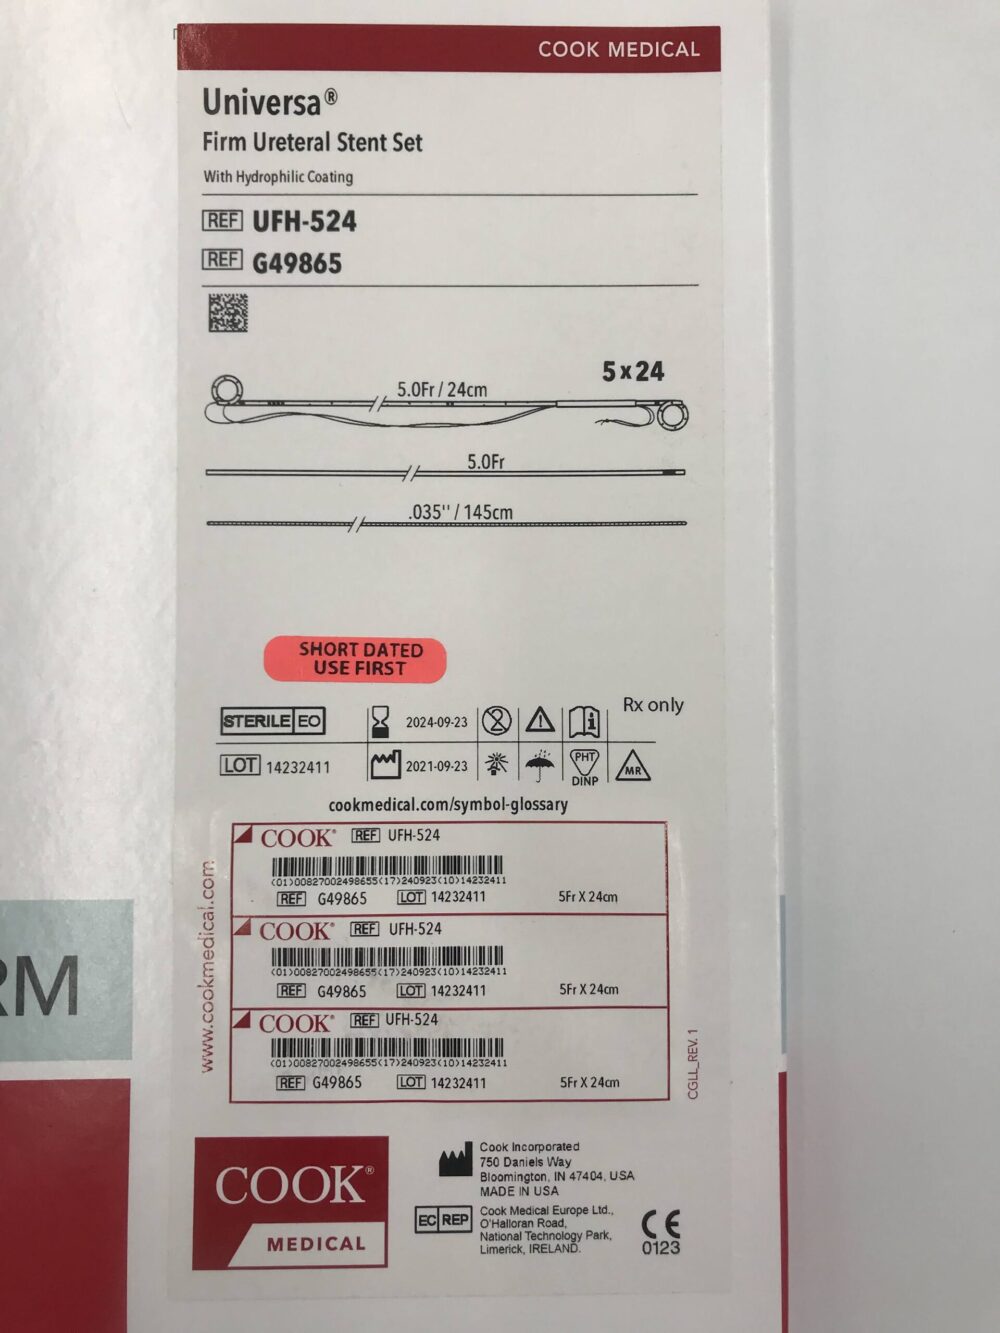 COOK MEDICAL
Universa®
Firm Ureteral Stent Set
With Hydrophilic Coating
REF UFH-524
REF G49865
5 x 24
5.0Fr / 24cm
5.0Fr
.035" / 145cm
SHORT DATED
USE FIRST
STERILE EO 2024-09-23 2 Rx only
LOT 14232411 2021-09-23 PHT DINP MR
cookmedical.com/symbol-glossary
COOK® REF UFH-524
(01)00827002498655(17)240923(10)14232411
REF G49865 LOT 14232411 5Fr X 24cm
COOK® REF UFH-524
(01)00827002498655(17)240923(10)14232411
REF G49865 LOT 14232411 5Fr X 24cm
COOK® REF UFH-524
(01)00827002498655(17)240923(10)14232411
REF G49865 LOT 14232411 5Fr X 24cm
www.cookmedical.com
CGLL_REV. 1
RM
COOK®
MEDICAL
Cook Incorporated
750 Daniels Way
Bloomington, IN 47404, USA
MADE IN USA
EC REP
Cook Medical Europe Ltd.,
O'Halloran Road,
National Technology Park,
Limerick, IRELAND.
CE
0123